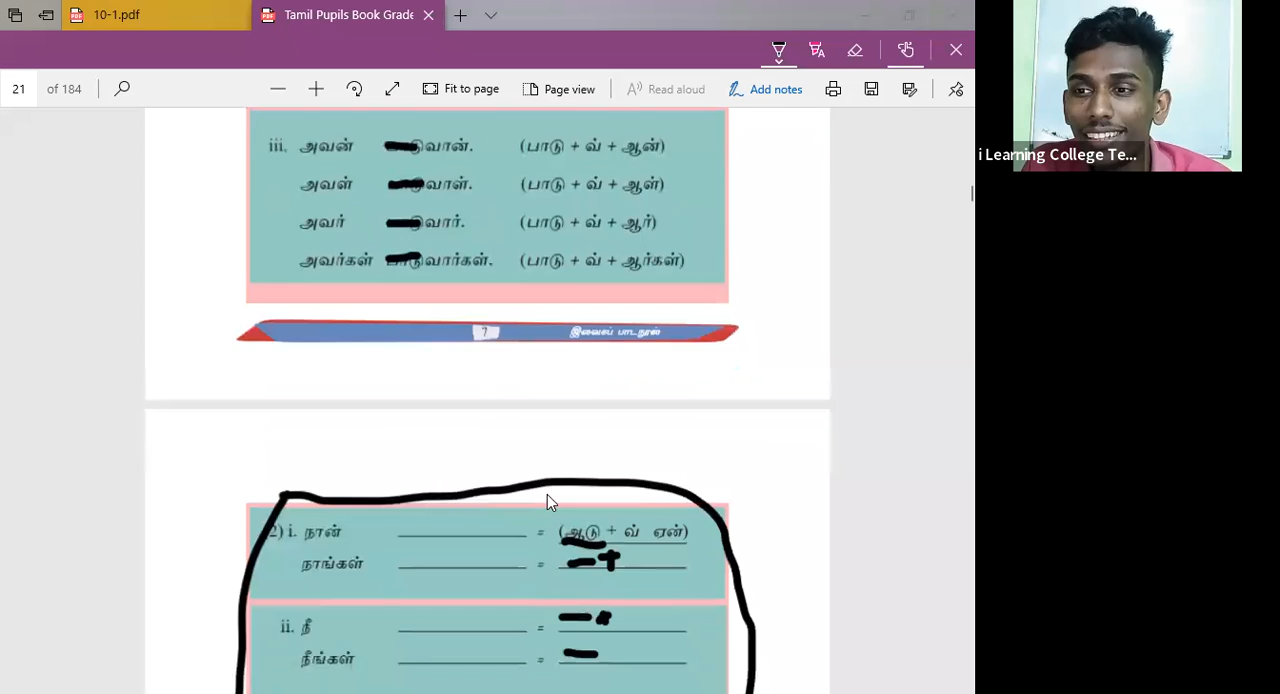 10-1.pdf
Tamil Pupils Book Grade
21 of 184
Fit to page
Page view
Read aloud
Add notes
i Learning College Te...
iii. அவன் வான். (பாடு + வ் + ஆன்)
அவள் வாள். (பாடு + வ் + ஆள்)
அவர் வார். (பாடு + வ் + ஆர்)
அவர்கள் வார்கள். (பாடு + வ் + ஆர்கள்)
7 இலவசப் பாடநூல்
2) i. நான் = (ஆடு + வ் ஏன்)
நாங்கள் =
ii. நீ =
நீங்கள் =